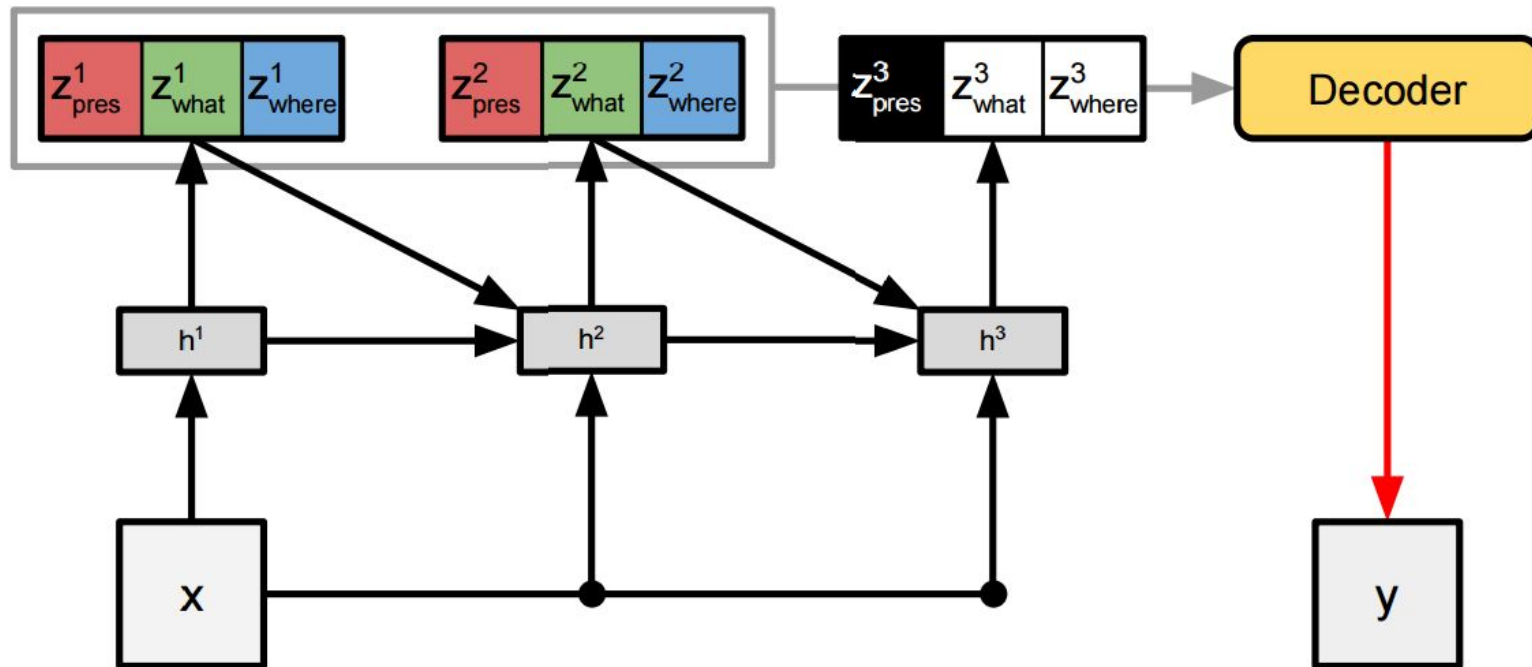 z¹pres z¹what z¹where z²pres z²what z²where z³pres z³what z³where Decoder
h¹ h² h³
x y